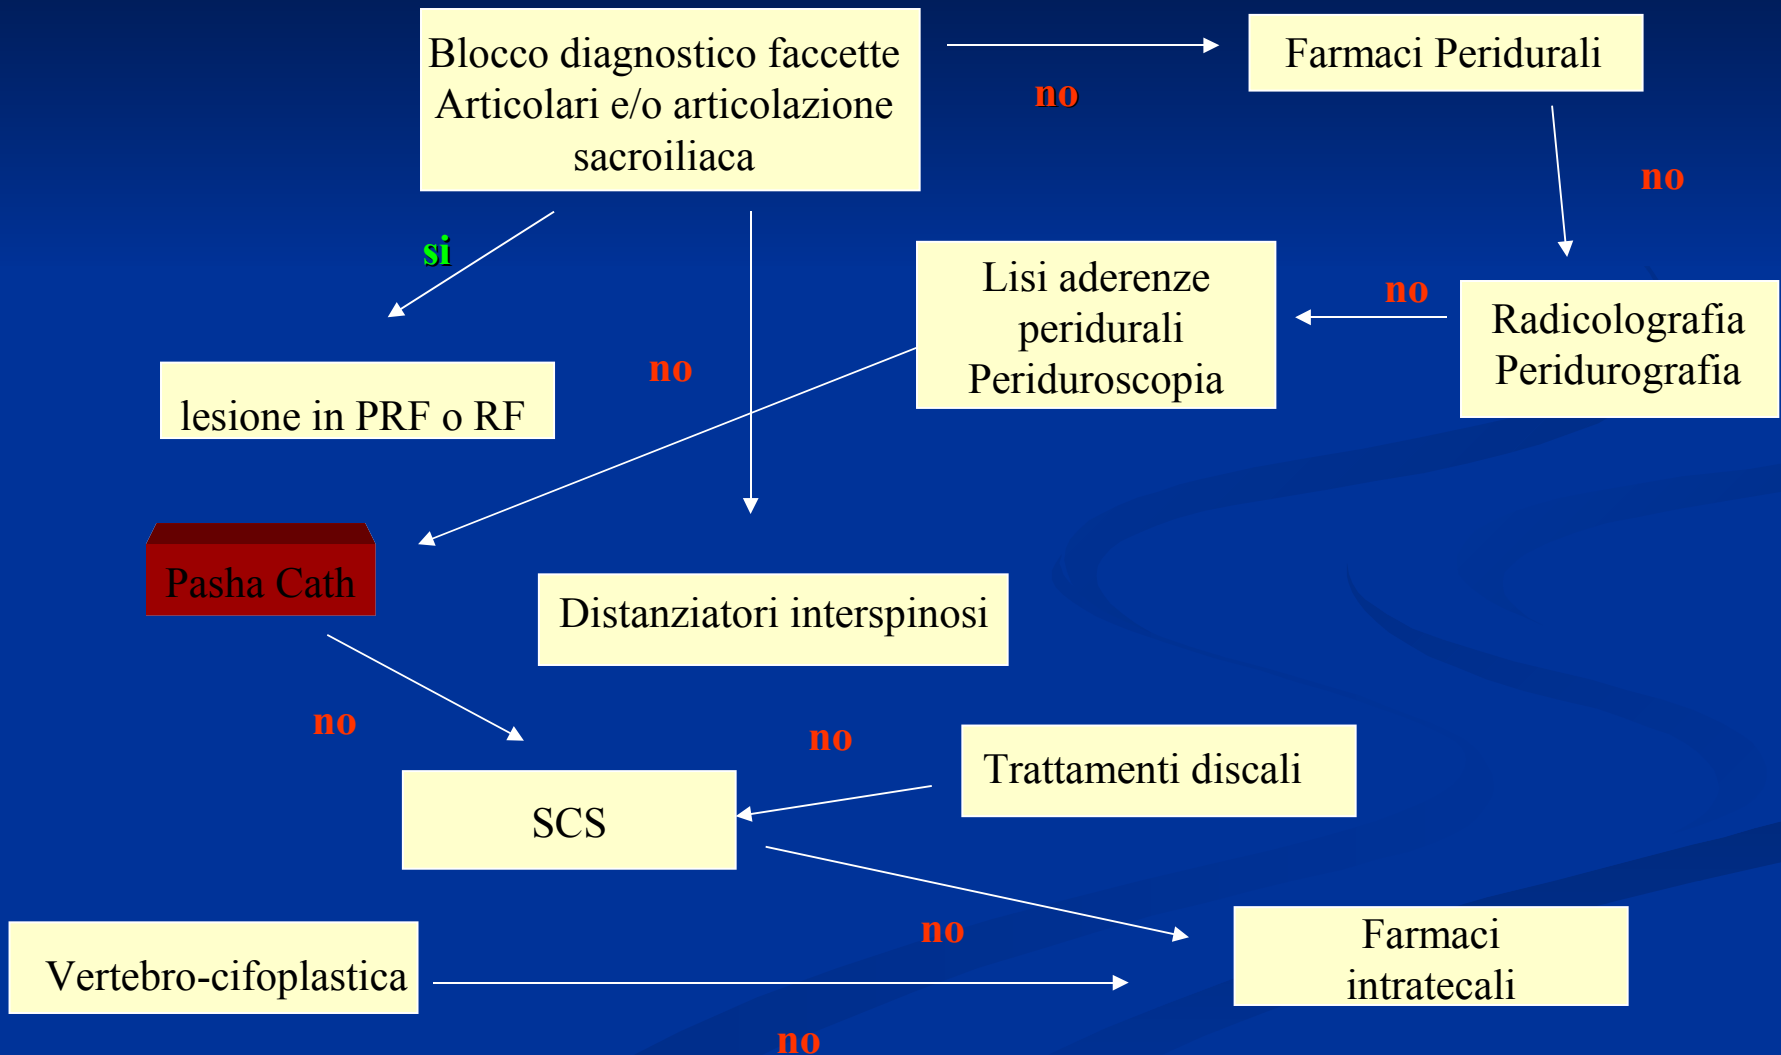 Blocco diagnostico faccette
Articolari e/o articolazione
sacroiliaca
no
Farmaci Peridurali
no
si
Lisi aderenze
peridurali
Periduroscopia
no
Radicolografia
Peridurografia
no
lesione in PRF o RF
Pasha Cath
Distanziatori interspinosi
no
no
Trattamenti discali
SCS
no
Farmaci
intratecali
Vertebro-cifoplastica
no